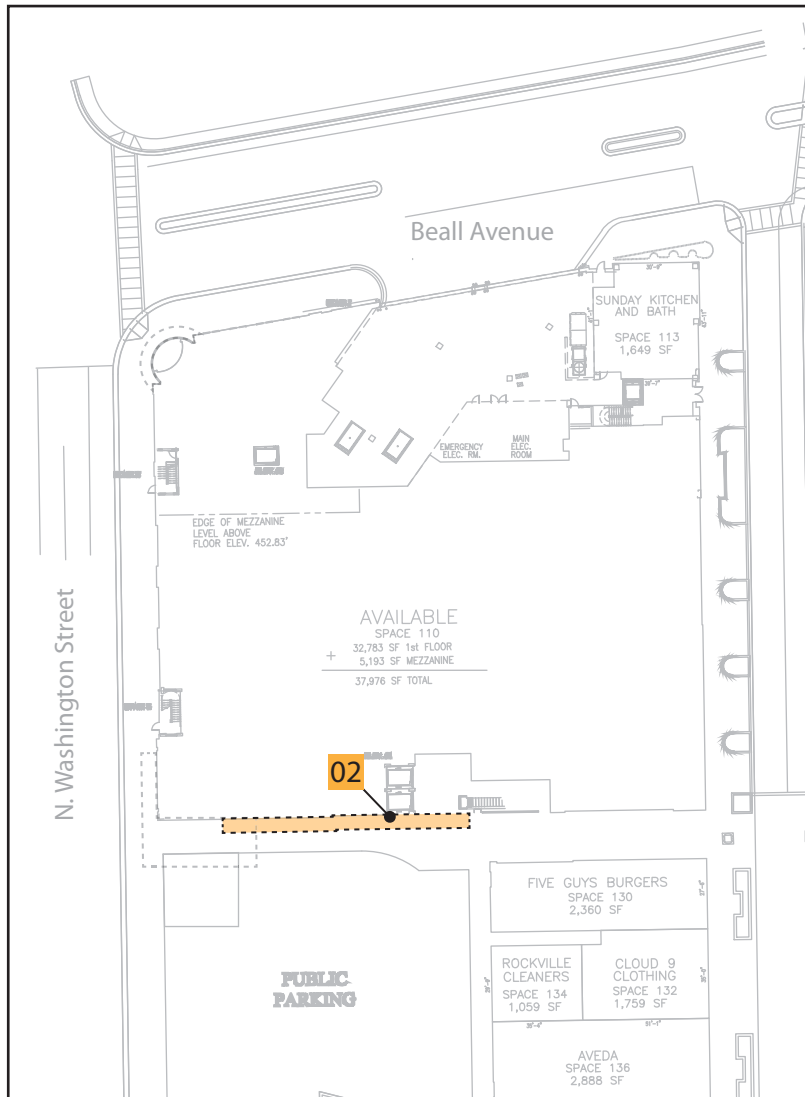 Beall Avenue
SUNDAY KITCHEN
AND BATH
SPACE 113
1,649 SF
EMERGENCY
ELEC. RM.
MAIN
ELEC.
ROOM
EDGE OF MEZZANINE
LEVEL ABOVE
FLOOR ELEV. 452.83'
N. Washington Street
AVAILABLE
SPACE 110
32,783 SF 1st FLOOR
+ 5,193 SF MEZZANINE
37,976 SF TOTAL
02
FIVE GUYS BURGERS
SPACE 130
2,360 SF
ROCKVILLE
CLEANERS
SPACE 134
1,059 SF
CLOUD 9
CLOTHING
SPACE 132
1,759 SF
PUBLIC
PARKING
AVEDA
SPACE 136
2,888 SF